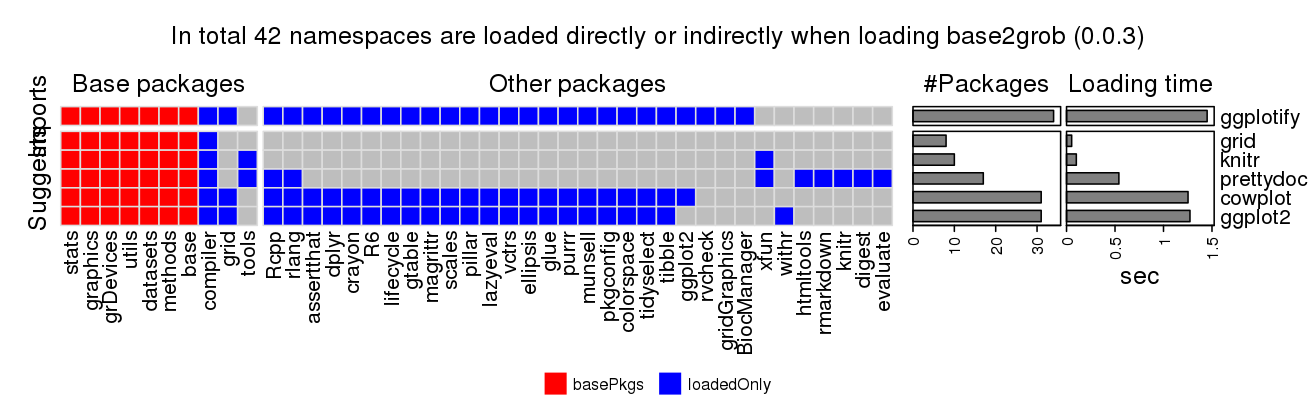 In total 42 namespaces are loaded directly or indirectly when loading base2grob (0.0.3)
Base packages
Other packages
#Packages
Loading time
Imports
Suggests
ggplotify
grid
knitr
prettydoc
cowplot
ggplot2
stats
graphics
grDevices
utils
datasets
methods
base
compiler
grid
tools
Rcpp
rlang
assertthat
dplyr
crayon
R6
lifecycle
gtable
magrittr
scales
pillar
lazyeval
vctrs
ellipsis
glue
purrr
munsell
pkgconfig
colorspace
tidyselect
tibble
ggplot2
rvcheck
gridGraphics
BiocManager
xfun
withr
htmltools
rmarkdown
knitr
digest
evaluate
0
10
20
30
0
0.5
1
1.5
sec
basePkgs
loadedOnly